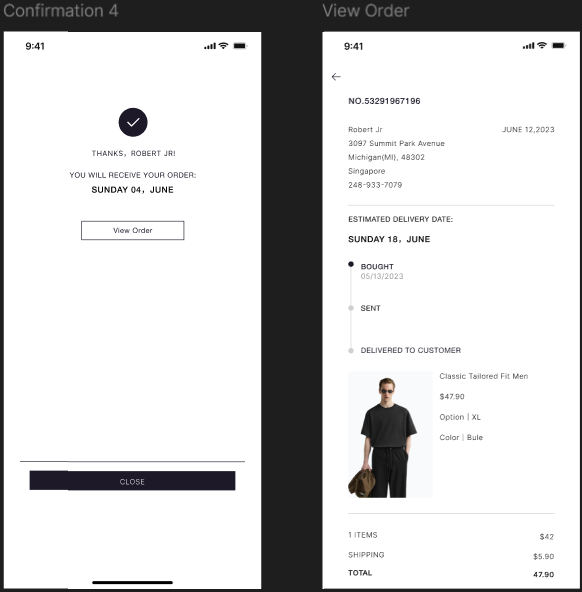 Confirmation 4
9:41
THANKS, ROBERT JR!
YOU WILL RECEIVE YOUR ORDER:
SUNDAY 04, JUNE
View Order
CLOSE
View Order
9:41
NO.53291967196
Robert Jr
JUNE 12,2023
3097 Summit Park Avenue
Michigan(MI), 48302
Singapore
248-933-7079
ESTIMATED DELIVERY DATE:
SUNDAY 18, JUNE
BOUGHT
05/13/2023
SENT
DELIVERED TO CUSTOMER
Classic Tailored Fit Men
$47.90
Option | XL
Color | Bule
1 ITEMS
$42
SHIPPING
$5.90
TOTAL
47.90